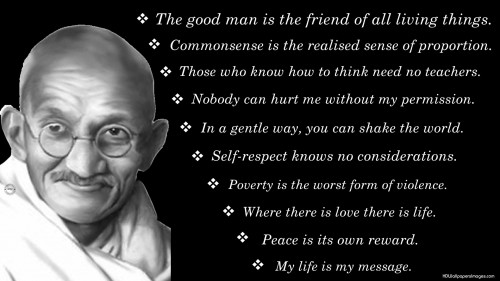 ❖ The good man is the friend of all living things.
❖ Commonsense is the realised sense of proportion.
❖ Those who know how to think need no teachers.
❖ Nobody can hurt me without my permission.
❖ In a gentle way, you can shake the world.
❖ Self-respect knows no considerations.
❖ Poverty is the worst form of violence.
❖ Where there is love there is life.
❖ Peace is its own reward.
❖ My life is my message.
HDWallpapersImages.com